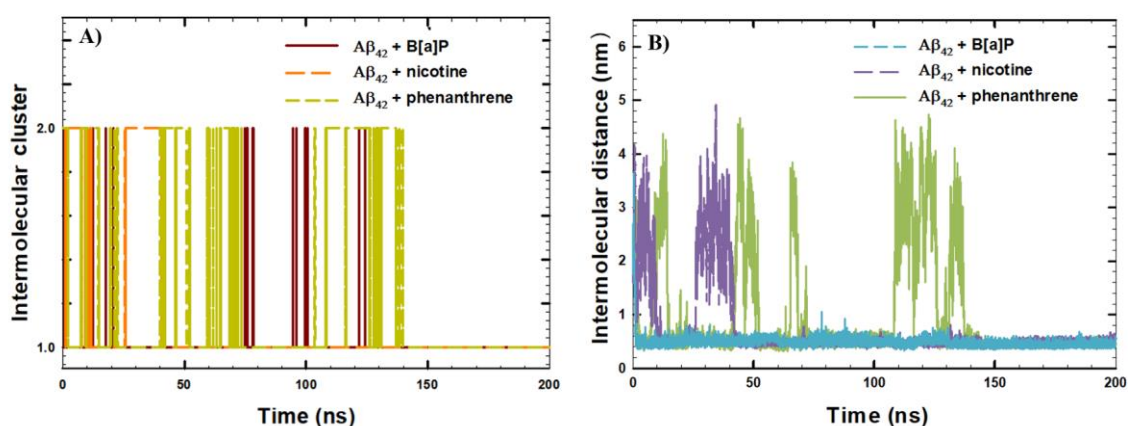 A)
Aβ42 + B[a]P
Aβ42 + nicotine
Aβ42 + phenanthrene
Intermolecular cluster
2.0
1.0
0
50
100
150
200
Time (ns)
B)
Aβ42 + B[a]P
Aβ42 + nicotine
Aβ42 + phenanthrene
Intermolecular distance (nm)
6
5
4
3
2
1
0
0
50
100
150
200
Time (ns)